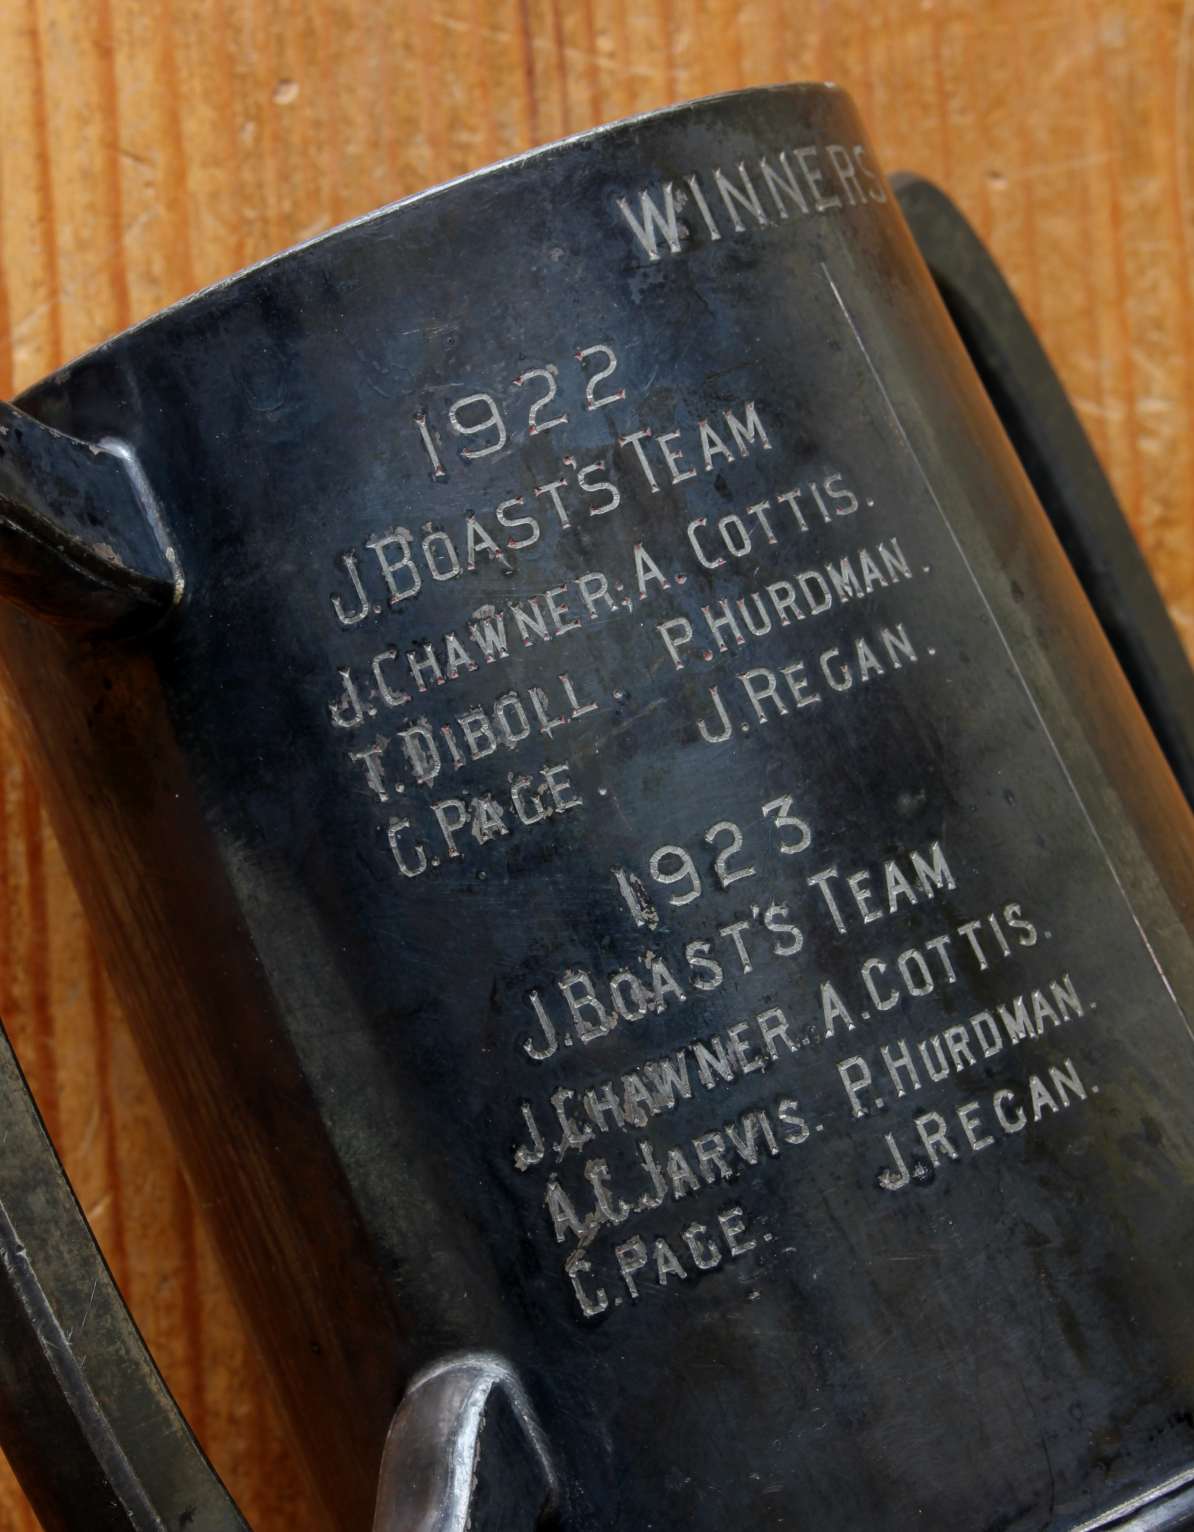 WINNERS
1922
J. BOAST'S TEAM
J. CHAWNER, A. COTTIS.
T. DIBOLL. P. HURDMAN.
C. PAGE. J. REGAN.
1923
J. BOAST'S TEAM
J. CHAWNER. A. COTTIS.
A. C. JARVIS. P. HURDMAN.
C. PAGE. J. REGAN.